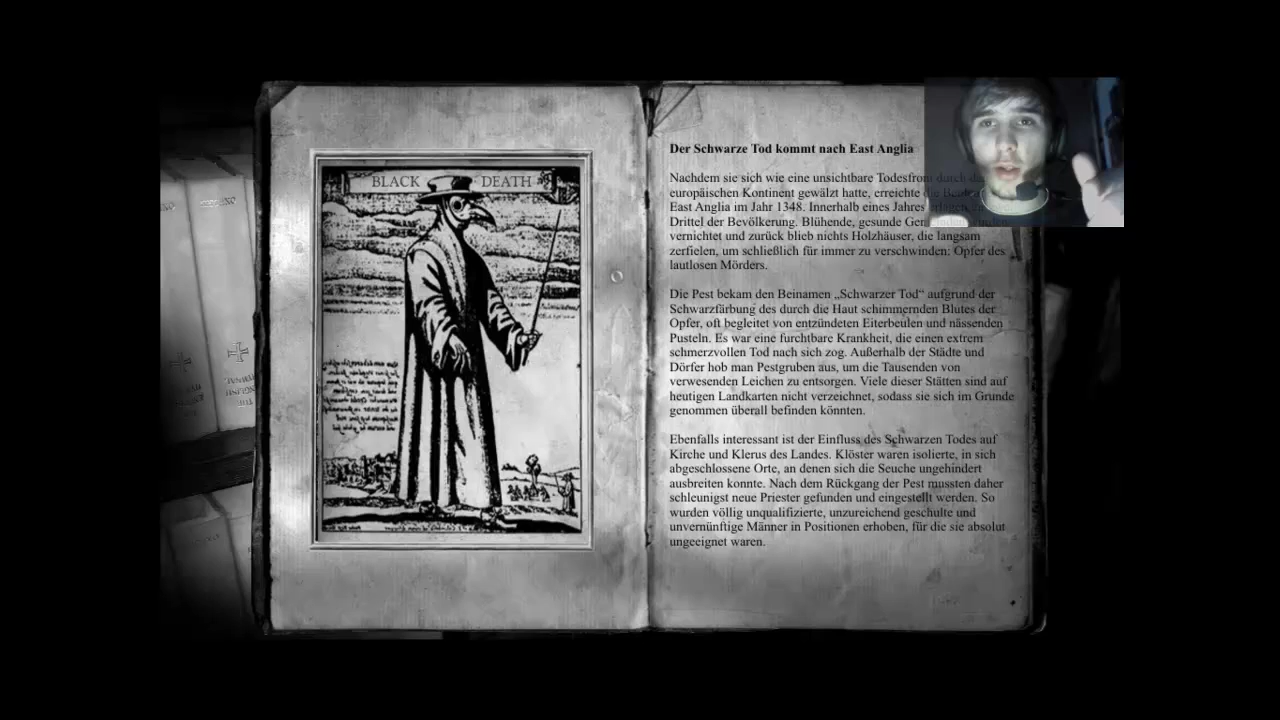 BLACK DEATH
Der Schwarze Tod kommt nach East Anglia
Nachdem sie sich wie eine unsichtbare Todesfront durch
europäischen Kontinent gewälzt hatte, erreichte die
East Anglia im Jahr 1348. Innerhalb eines Jahres
Drittel der Bevölkerung. Blühende, gesunde
vernichtet und zurück blieb nichts Holzhäuser, die langsam
zerfielen, um schließlich für immer zu verschwinden: Opfer des
lautlosen Mörders.
Die Pest bekam den Beinamen „Schwarzer Tod“ aufgrund der
Schwarzfärbung des durch die Haut schimmernden Blutes der
Opfer, oft begleitet von entzündeten Eiterbeulen und nässenden
Pusteln. Es war eine furchtbare Krankheit, die einen extrem
schmerzvollen Tod nach sich zog. Außerhalb der Städte und
Dörfer hob man Pestgruben aus, um die Tausenden von
verwesenden Leichen zu entsorgen. Viele dieser Stätten sind auf
heutigen Landkarten nicht verzeichnet, sodass sie sich im Grunde
genommen überall befinden könnten.
Ebenfalls interessant ist der Einfluss des Schwarzen Todes auf
Kirche und Klerus des Landes. Klöster waren isolierte, in sich
abgeschlossene Orte, an denen sich die Seuche ungehindert
ausbreiten konnte. Nach dem Rückgang der Pest mussten daher
schleunigst neue Priester gefunden und eingestellt werden. So
wurden völlig unqualifizierte, unzureichend geschulte und
unvernünftige Männer in Positionen erhoben, für die sie absolut
ungeeignet waren.